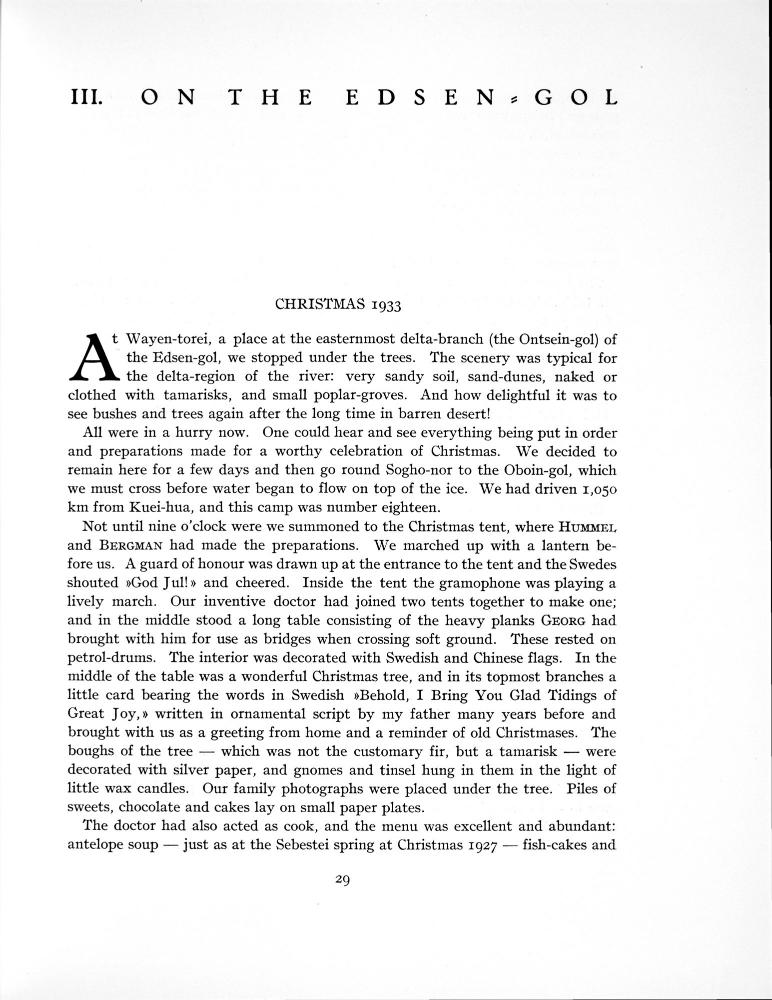 III. ON THE EDSEN-GOL
CHRISTMAS 1933
At Wayen-torei, a place at the easternmost delta-branch (the Ontsein-gol) of
the Edsen-gol, we stopped under the trees. The scenery was typical for
the delta-region of the river: very sandy soil, sand-dunes, naked or
clothed with tamarisks, and small poplar-groves. And how delightful it was to
see bushes and trees again after the long time in barren desert!
All were in a hurry now. One could hear and see everything being put in order
and preparations made for a worthy celebration of Christmas. We decided to
remain here for a few days and then go round Sogho-nor to the Oboin-gol, which
we must cross before water began to flow on top of the ice. We had driven 1,050
km from Kuei-hua, and this camp was number eighteen.
Not until nine o'clock were we summoned to the Christmas tent, where HUMMEL
and BERGMAN had made the preparations. We marched up with a lantern be-
fore us. A guard of honour was drawn up at the entrance to the tent and the Swedes
shouted »God Jul!» and cheered. Inside the tent the gramophone was playing a
lively march. Our inventive doctor had joined two tents together to make one;
and in the middle stood a long table consisting of the heavy planks GEORG had
brought with him for use as bridges when crossing soft ground. These rested on
petrol-drums. The interior was decorated with Swedish and Chinese flags. In the
middle of the table was a wonderful Christmas tree, and in its topmost branches a
little card bearing the words in Swedish »Behold, I Bring You Glad Tidings of
Great Joy,» written in ornamental script by my father many years before and
brought with us as a greeting from home and a reminder of old Christmases. The
boughs of the tree — which was not the customary fir, but a tamarisk — were
decorated with silver paper, and gnomes and tinsel hung in them in the light of
little wax candles. Our family photographs were placed under the tree. Piles of
sweets, chocolate and cakes lay on small paper plates.
The doctor had also acted as cook, and the menu was excellent and abundant:
antelope soup — just as at the Sebestei spring at Christmas 1927 — fish-cakes and
29